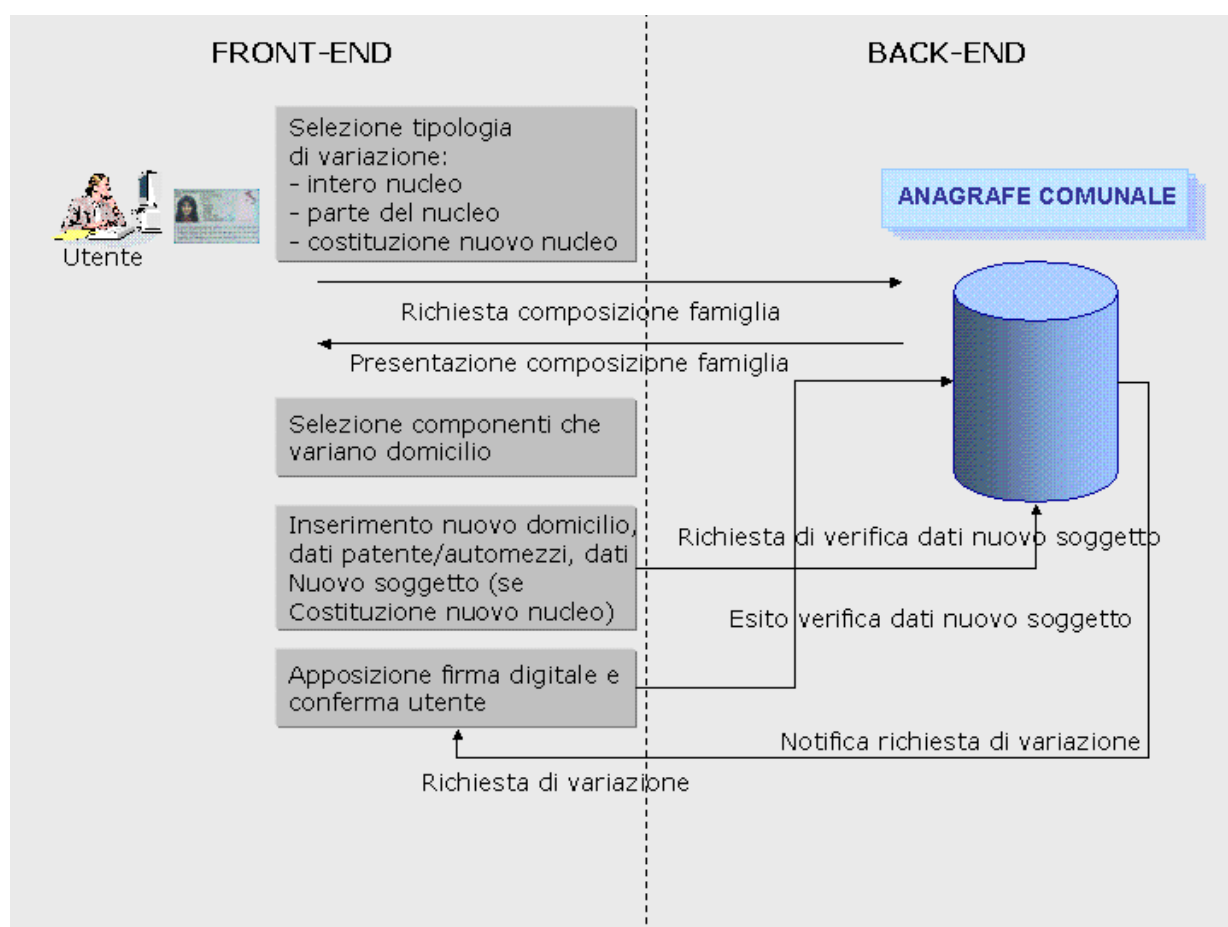 FRONT-END
BACK-END
Selezione tipologia
di variazione:
- intero nucleo
- parte del nucleo
- costituzione nuovo nucleo
Utente
ANAGRAFE COMUNALE
Richiesta composizione famiglia
Presentazione composizione famiglia
Selezione componenti che
variano domicilio
Inserimento nuovo domicilio,
dati patente/automezzi, dati
Nuovo soggetto (se
Costituzione nuovo nucleo)
Richiesta di verifica dati nuovo soggetto
Esito verifica dati nuovo soggetto
Apposizione firma digitale e
conferma utente
Notifica richiesta di variazione
Richiesta di variazione